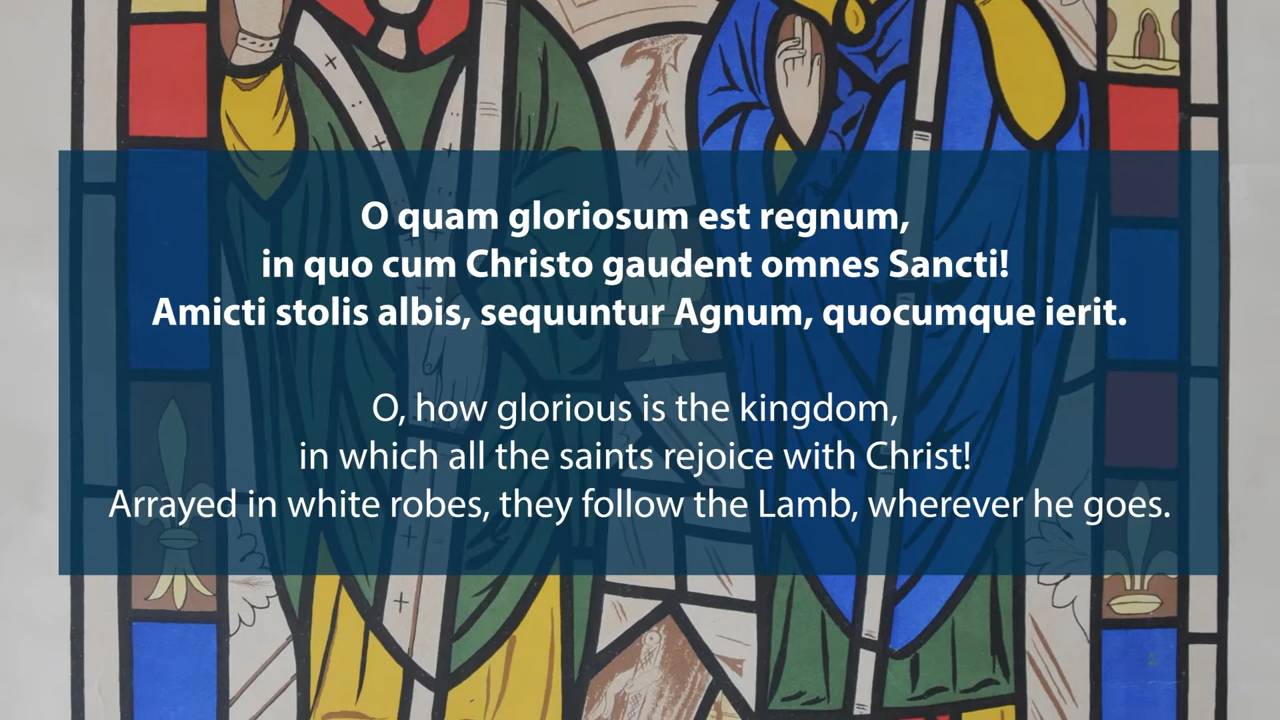 O quam gloriosum est regnum,
in quo cum Christo gaudent omnes Sancti!
Amicti stolis albis, sequuntur Agnum, quocumque ierit.
O, how glorious is the kingdom,
in which all the saints rejoice with Christ!
Arrayed in white robes, they follow the Lamb, wherever he goes.